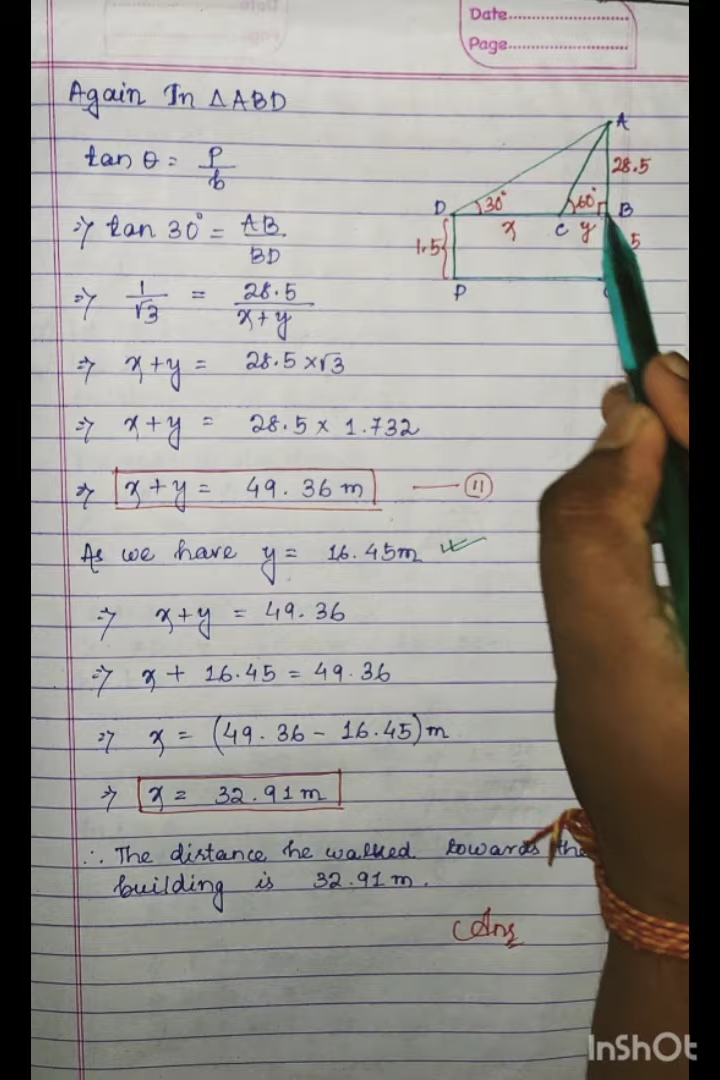 Date...............
Page...............
Again In △ABD
tan θ = P/b
⇒ tan 30° = AB/BD
⇒ 1/√3 = 28.5/x+y
⇒ x+y = 28.5 ×√3
⇒ x+y = 28.5 × 1.732
⇒ x+y = 49.36 m —— (11)
As we have y = 16.45m
⇒ x+y = 49.36
⇒ x + 16.45 = 49.36
⇒ x = (49.36 - 16.45)m
⇒ x = 32.91 m
∴ The distance he walked towards the
building is 32.91 m.
Ans
A
28.5
D 30° 60° B
x C y
1.5 5
P
InShOt